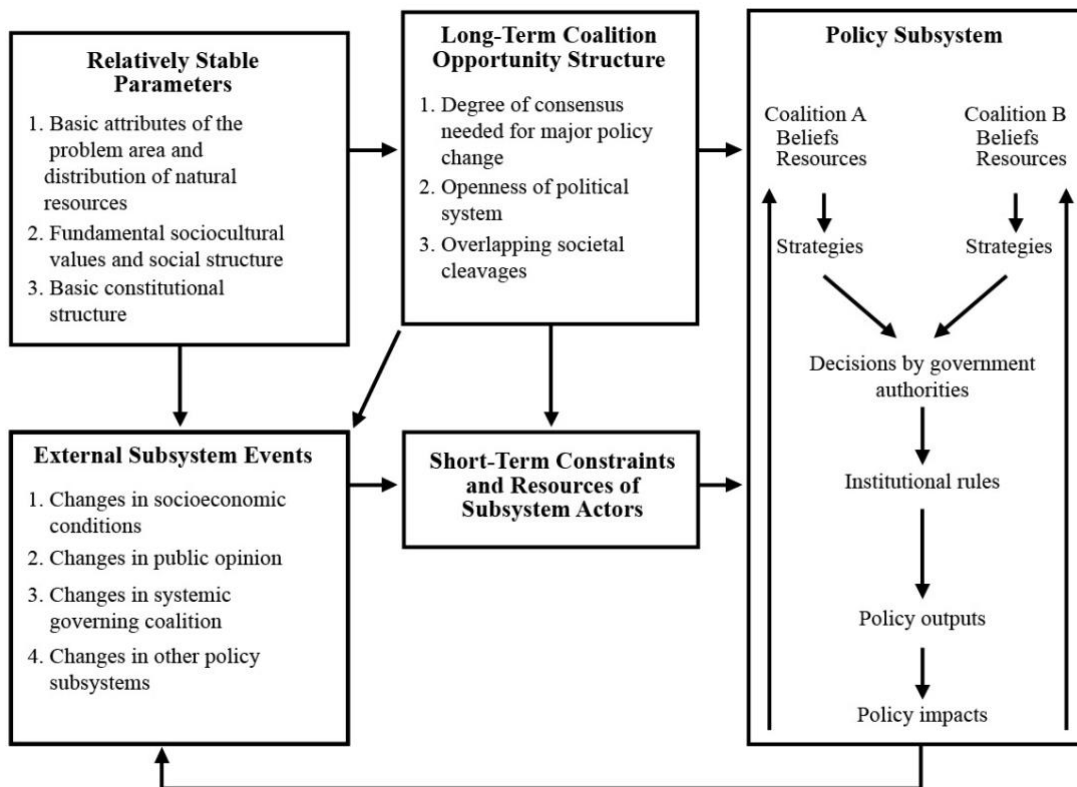 Relatively Stable
Parameters
1. Basic attributes of the
problem area and
distribution of natural
resources
2. Fundamental sociocultural
values and social structure
3. Basic constitutional
structure
Long-Term Coalition
Opportunity Structure
1. Degree of consensus
needed for major policy
change
2. Openness of political
system
3. Overlapping societal
cleavages
Policy Subsystem
Coalition A
Beliefs
Resources
Coalition B
Beliefs
Resources
Strategies
Strategies
Decisions by government
authorities
Institutional rules
Policy outputs
Policy impacts
External Subsystem Events
1. Changes in socioeconomic
conditions
2. Changes in public opinion
3. Changes in systemic
governing coalition
4. Changes in other policy
subsystems
Short-Term Constraints
and Resources of
Subsystem Actors